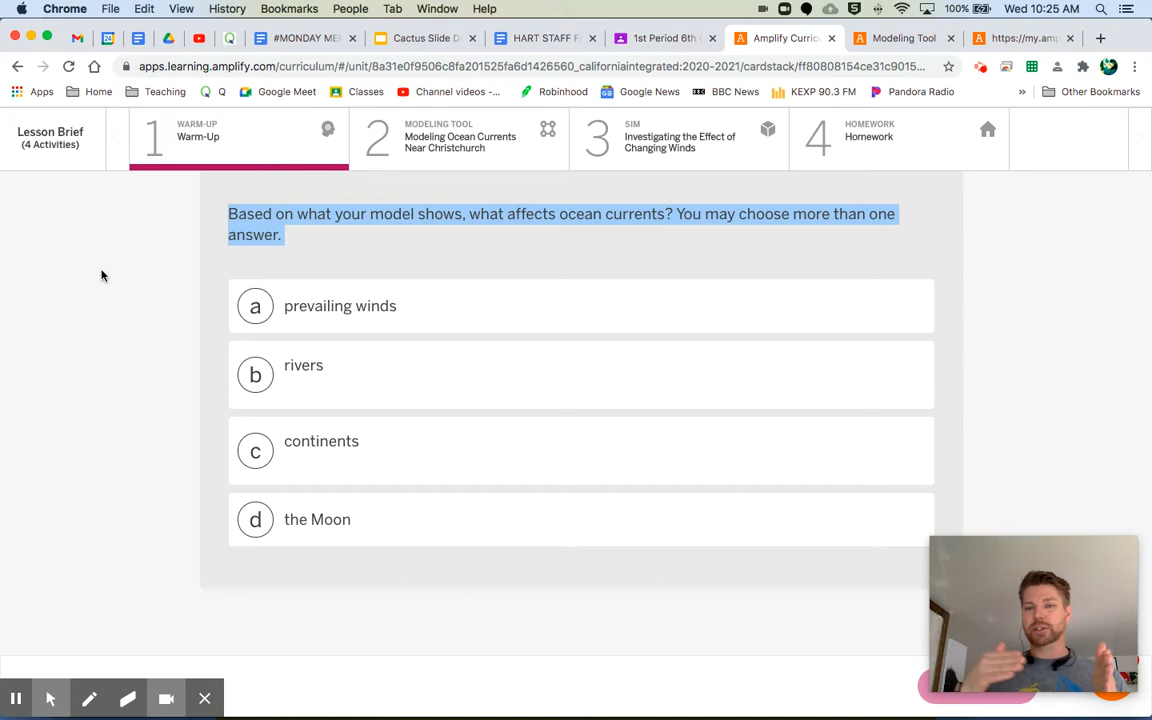 Chrome File Edit View History Bookmarks People Tab Window Help 100% Wed 10:25 AM
#MONDAY ME Cactus Slide D HART STAFF F 1st Period 6th Amplify Curric Modeling Tool https://my.amp
apps.learning.amplify.com/curriculum/#/unit/8a31e0f9506c8fa201525fa6d1426560_californiaintegrated:2020-2021/cardstack/ff80808154ce31c9015...
Apps Home Teaching Q Google Meet Classes Channel videos -... Robinhood Google News BBC News KEXP 90.3 FM Pandora Radio » Other Bookmarks
Lesson Brief
(4 Activities)
1 WARM-UP
Warm-Up
2 MODELING TOOL
Modeling Ocean Currents
Near Christchurch
3 SIM
Investigating the Effect of
Changing Winds
4 HOMEWORK
Homework
Based on what your model shows, what affects ocean currents? You may choose more than one
answer.
a prevailing winds
b rivers
c continents
d the Moon